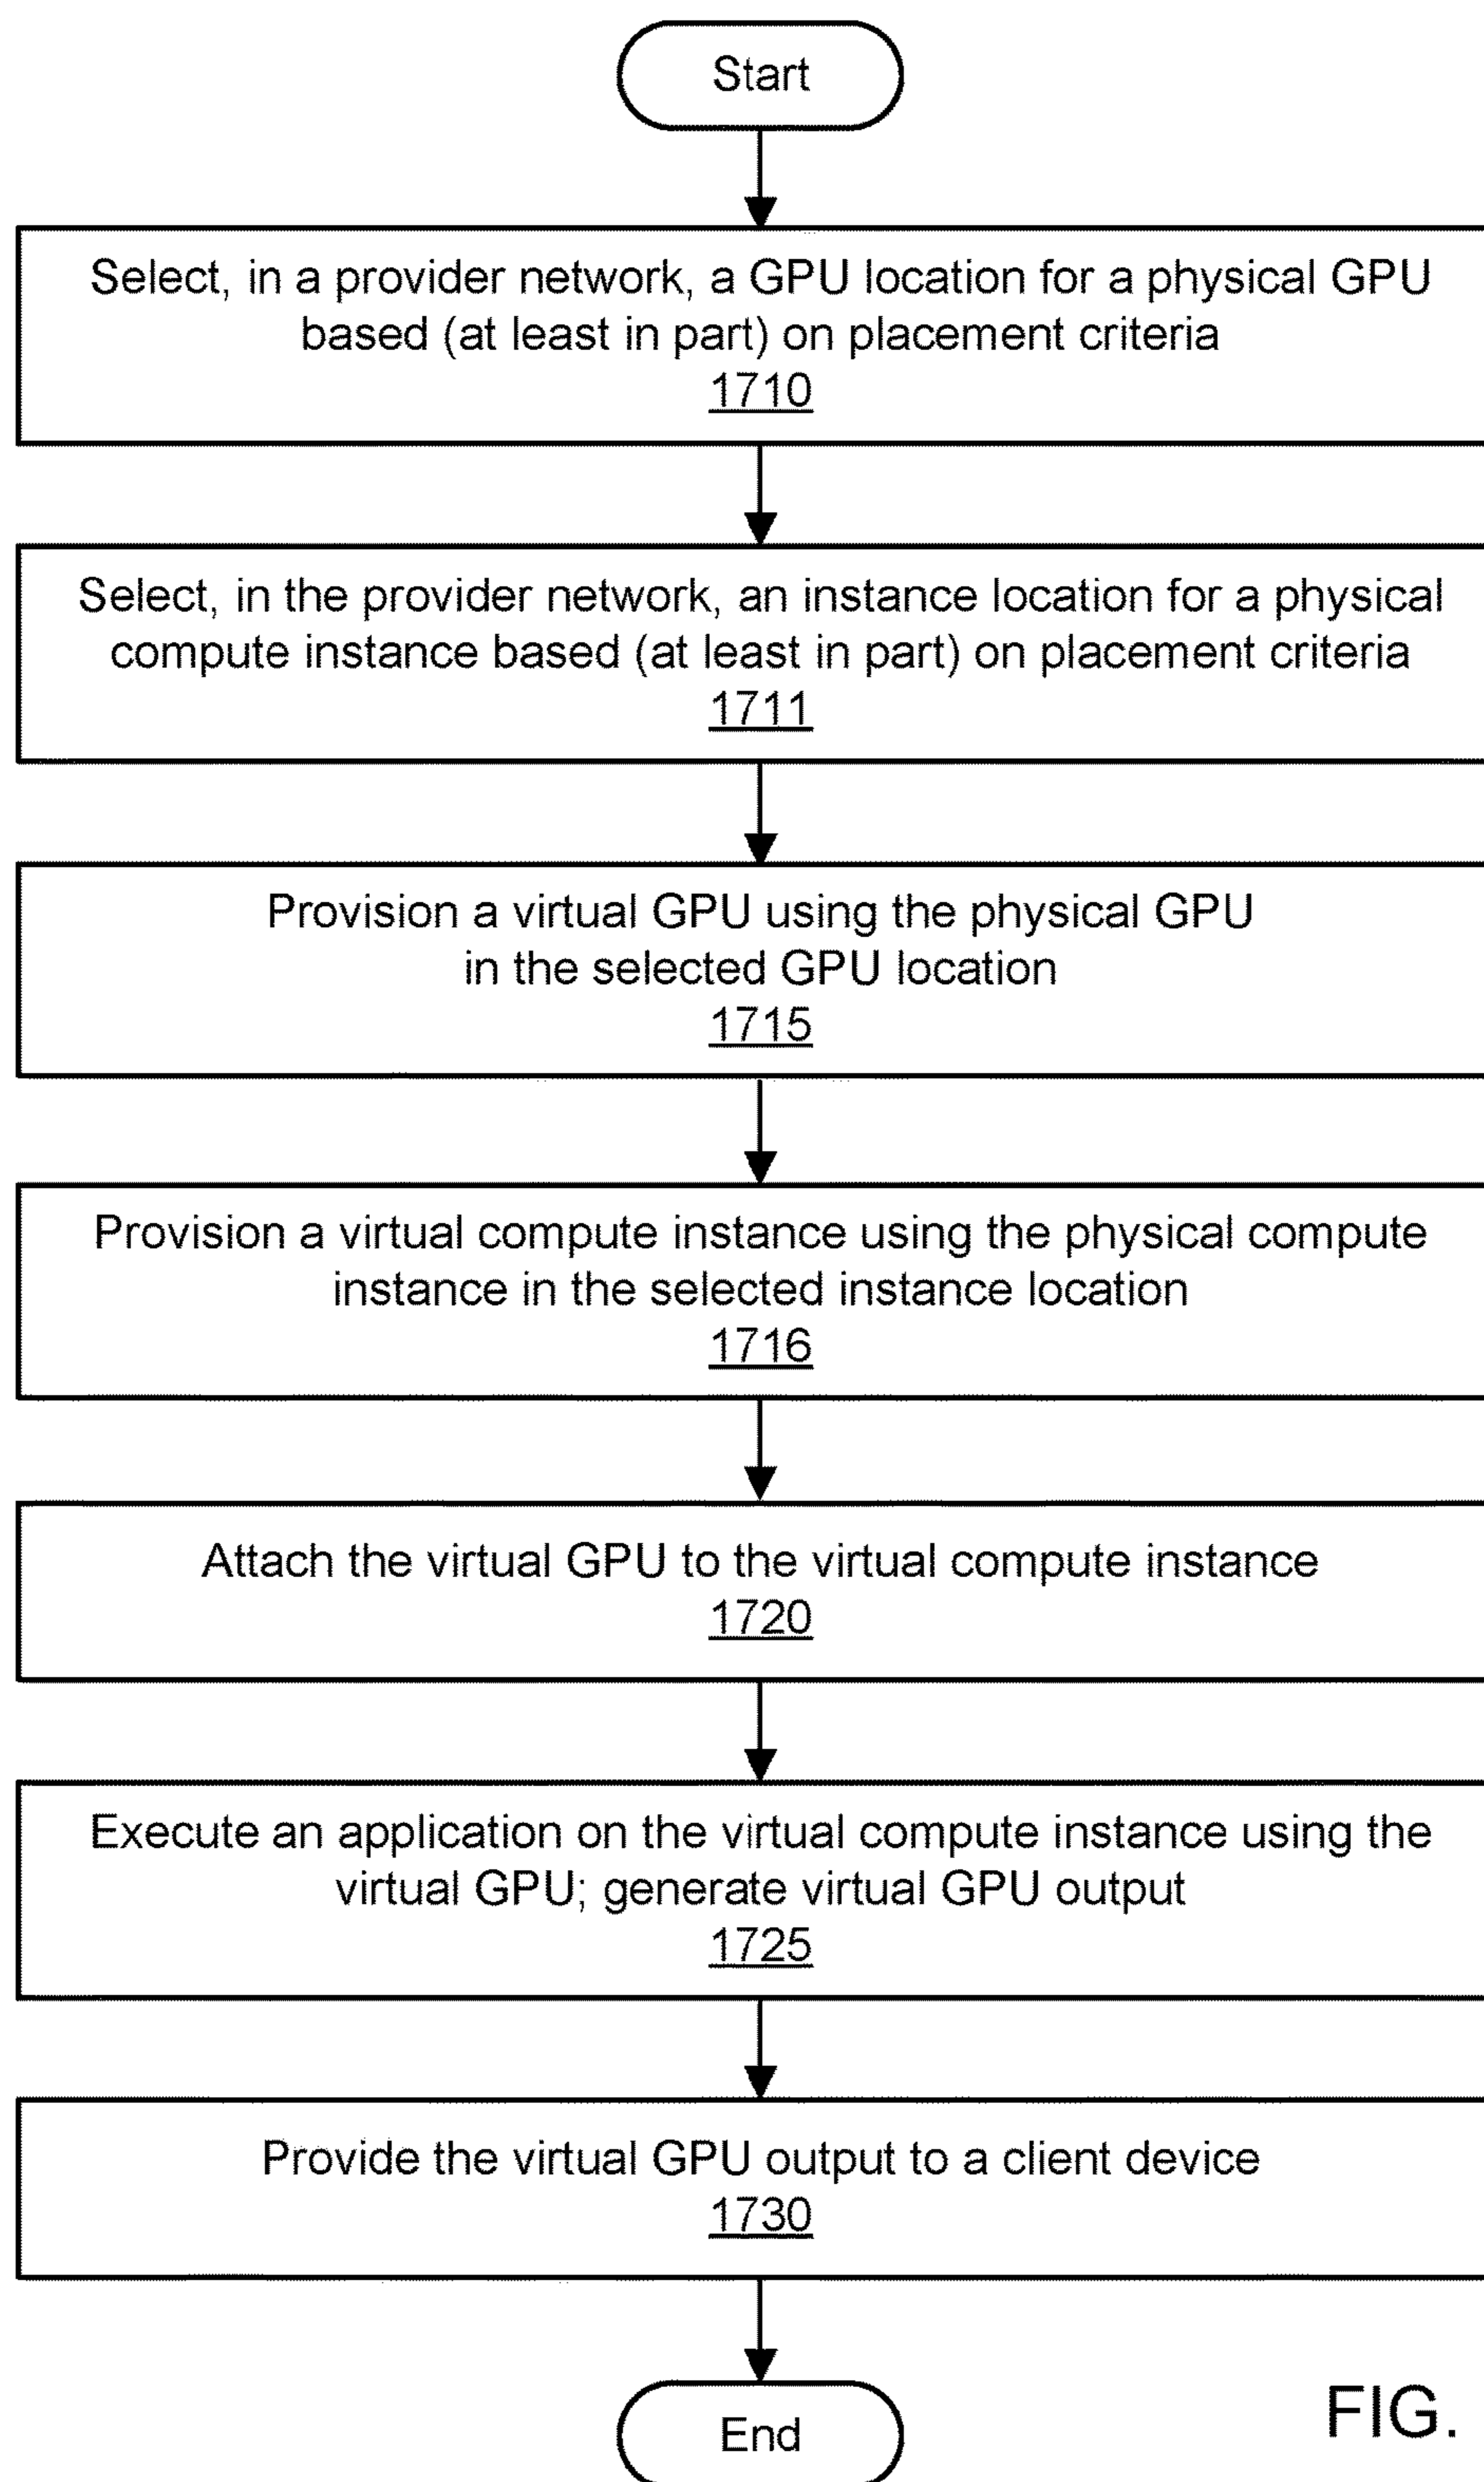 Start
Select, in a provider network, a GPU location for a physical GPU
based (at least in part) on placement criteria
1710
Select, in the provider network, an instance location for a physical
compute instance based (at least in part) on placement criteria
1711
Provision a virtual GPU using the physical GPU
in the selected GPU location
1715
Provision a virtual compute instance using the physical compute
instance in the selected instance location
1716
Attach the virtual GPU to the virtual compute instance
1720
Execute an application on the virtual compute instance using the
virtual GPU; generate virtual GPU output
1725
Provide the virtual GPU output to a client device
1730
End
FIG.